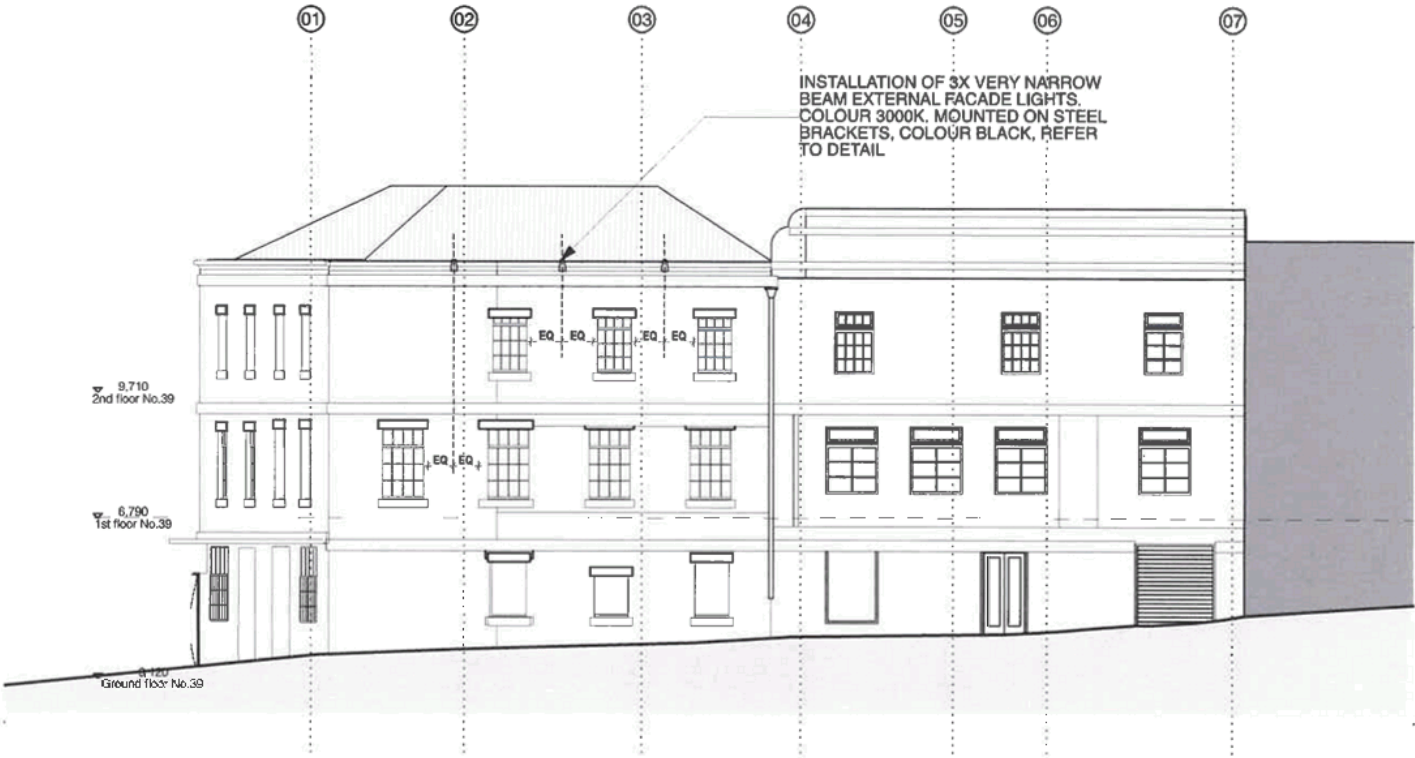 01 02 03 04 05 06 07
INSTALLATION OF 3X VERY NARROW
BEAM EXTERNAL FACADE LIGHTS.
COLOUR 3000K. MOUNTED ON STEEL
BRACKETS, COLOUR BLACK, REFER
TO DETAIL
EQ EQ EQ EQ
9,710
2nd floor No.39
EQ EQ
6,790
1st floor No.39
Ground floor No.39